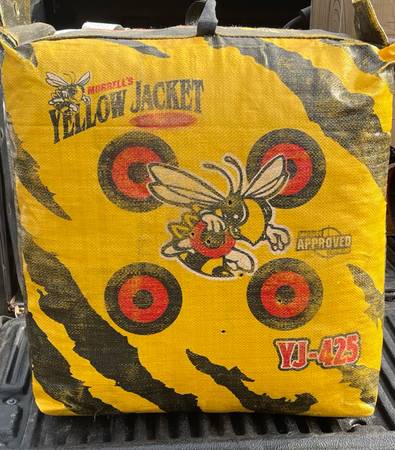 MORRELL'S
YELLOW JACKET
APPROVED
YJ-425